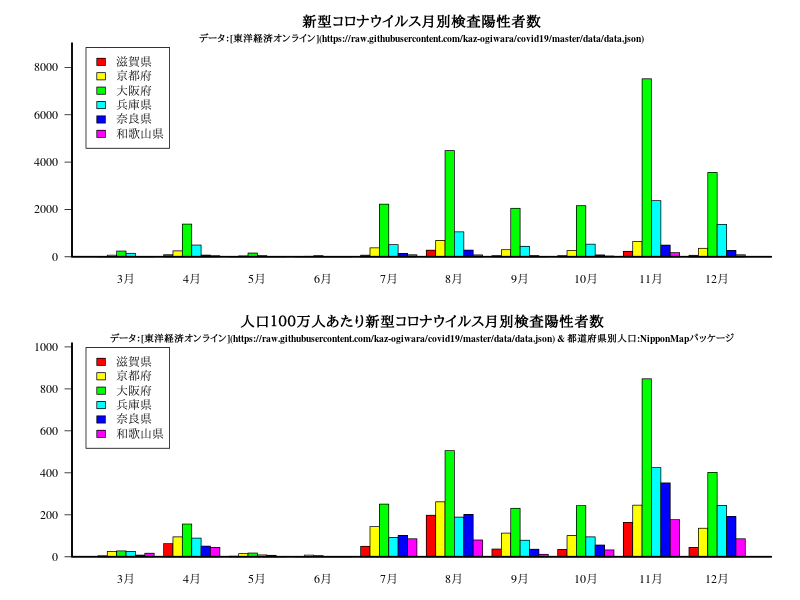 新型コロナウイルス月別検査陽性者数
データ:[東洋経済オンライン](https://raw.githubusercontent.com/kaz-ogiwara/covid19/master/data/data.json)
滋賀県
京都府
大阪府
兵庫県
奈良県
和歌山県
8000
6000
4000
2000
0
3月 4月 5月 6月 7月 8月 9月 10月 11月 12月
人口100万人あたり新型コロナウイルス月別検査陽性者数
データ:[東洋経済オンライン](https://raw.githubusercontent.com/kaz-ogiwara/covid19/master/data/data.json) & 都道府県別人口:NipponMapパッケージ
滋賀県
京都府
大阪府
兵庫県
奈良県
和歌山県
1000
800
600
400
200
0
3月 4月 5月 6月 7月 8月 9月 10月 11月 12月